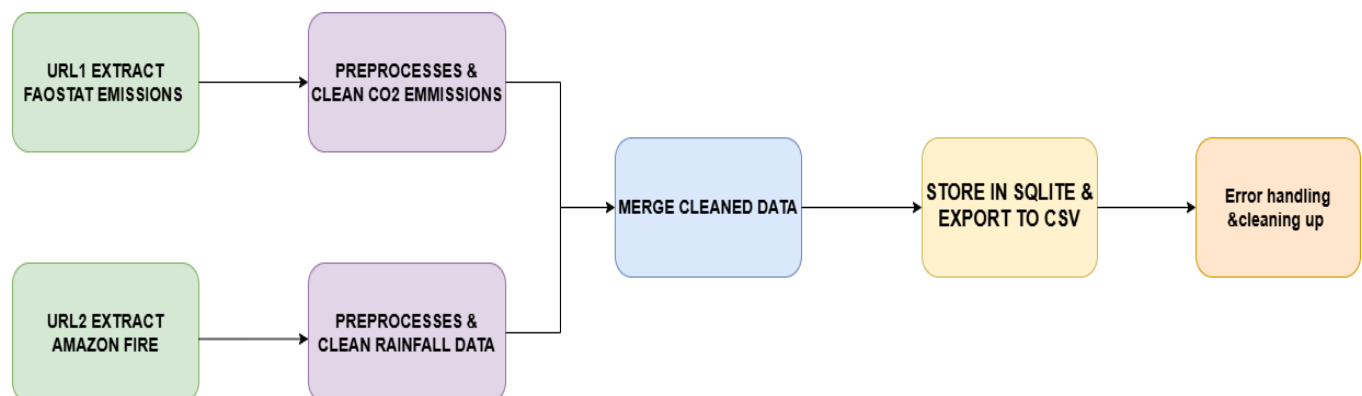 URL1 EXTRACT
FAOSTAT EMISSIONS
PREPROCESSES &
CLEAN CO2 EMMISSIONS
URL2 EXTRACT
AMAZON FIRE
PREPROCESSES &
CLEAN RAINFALL DATA
MERGE CLEANED DATA
STORE IN SQLITE &
EXPORT TO CSV
Error handling
&cleaning up